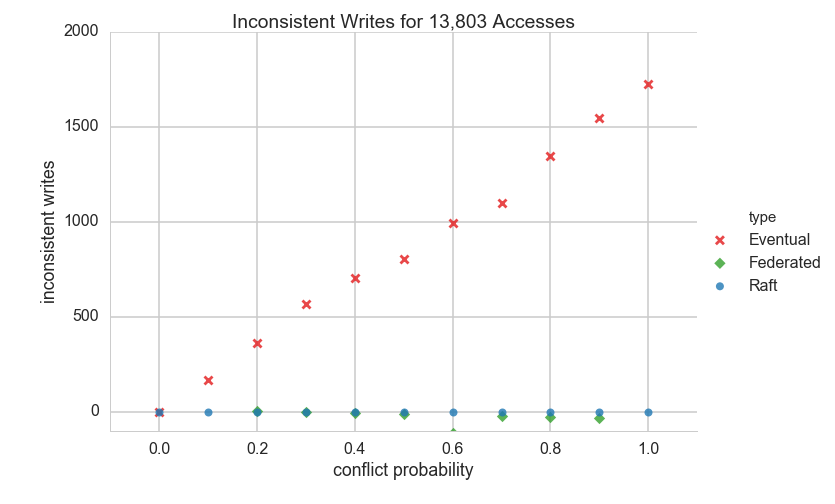 Inconsistent Writes for 13,803 Accesses
2000
1500
1000
500
0
inconsistent writes
0.0 0.2 0.4 0.6 0.8 1.0
conflict probability
type
Eventual
Federated
Raft